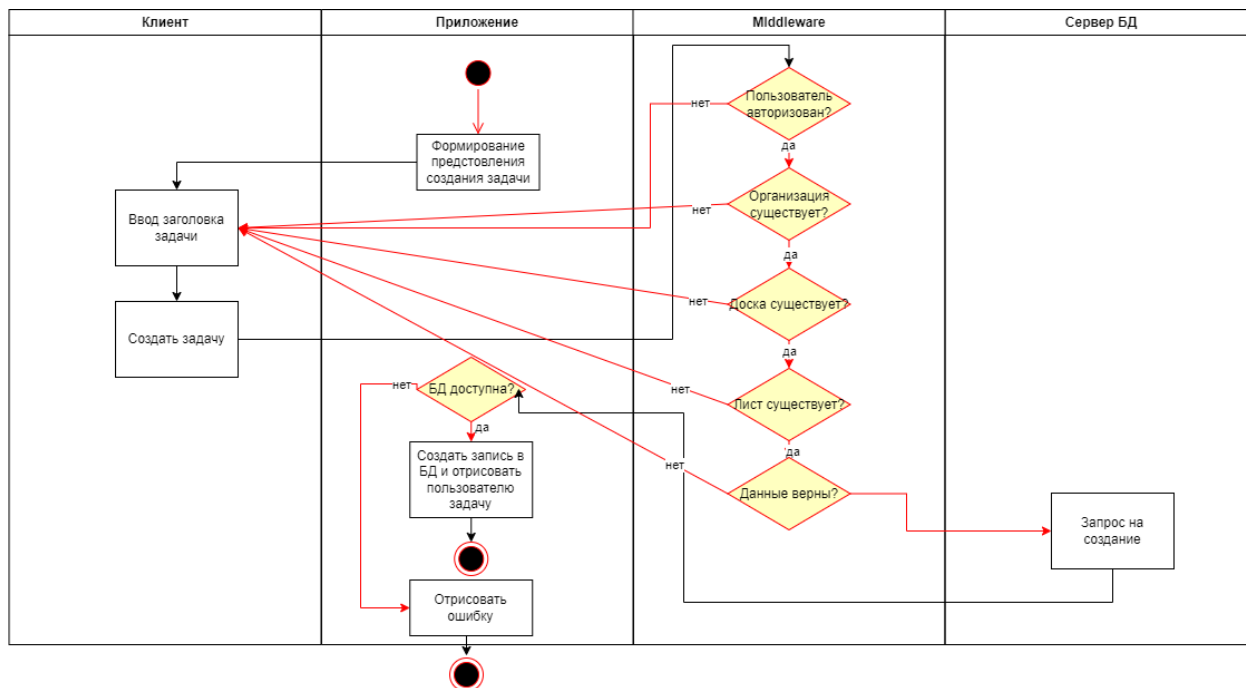 Клиент
Приложение
Middleware
Сервер БД
Пользователь
авторизован?
нет
да
Формирование
предстовления
создания задачи
Организация
существует?
нет
да
Ввод заголовка
задачи
Доска существует?
нет
да
Создать задачу
БД доступна?
нет
да
Лист существует?
нет
да
Создать запись в
БД и отрисовать
пользователю
задачу
Данные верны?
нет
Запрос на
создание
Отрисовать
ошибку